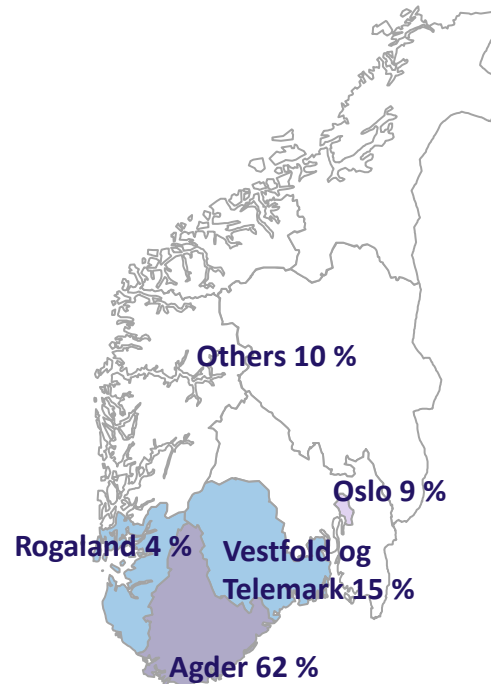 Others 10 %
Oslo 9 %
Rogaland 4 %
Vestfold og
Telemark 15 %
Agder 62 %